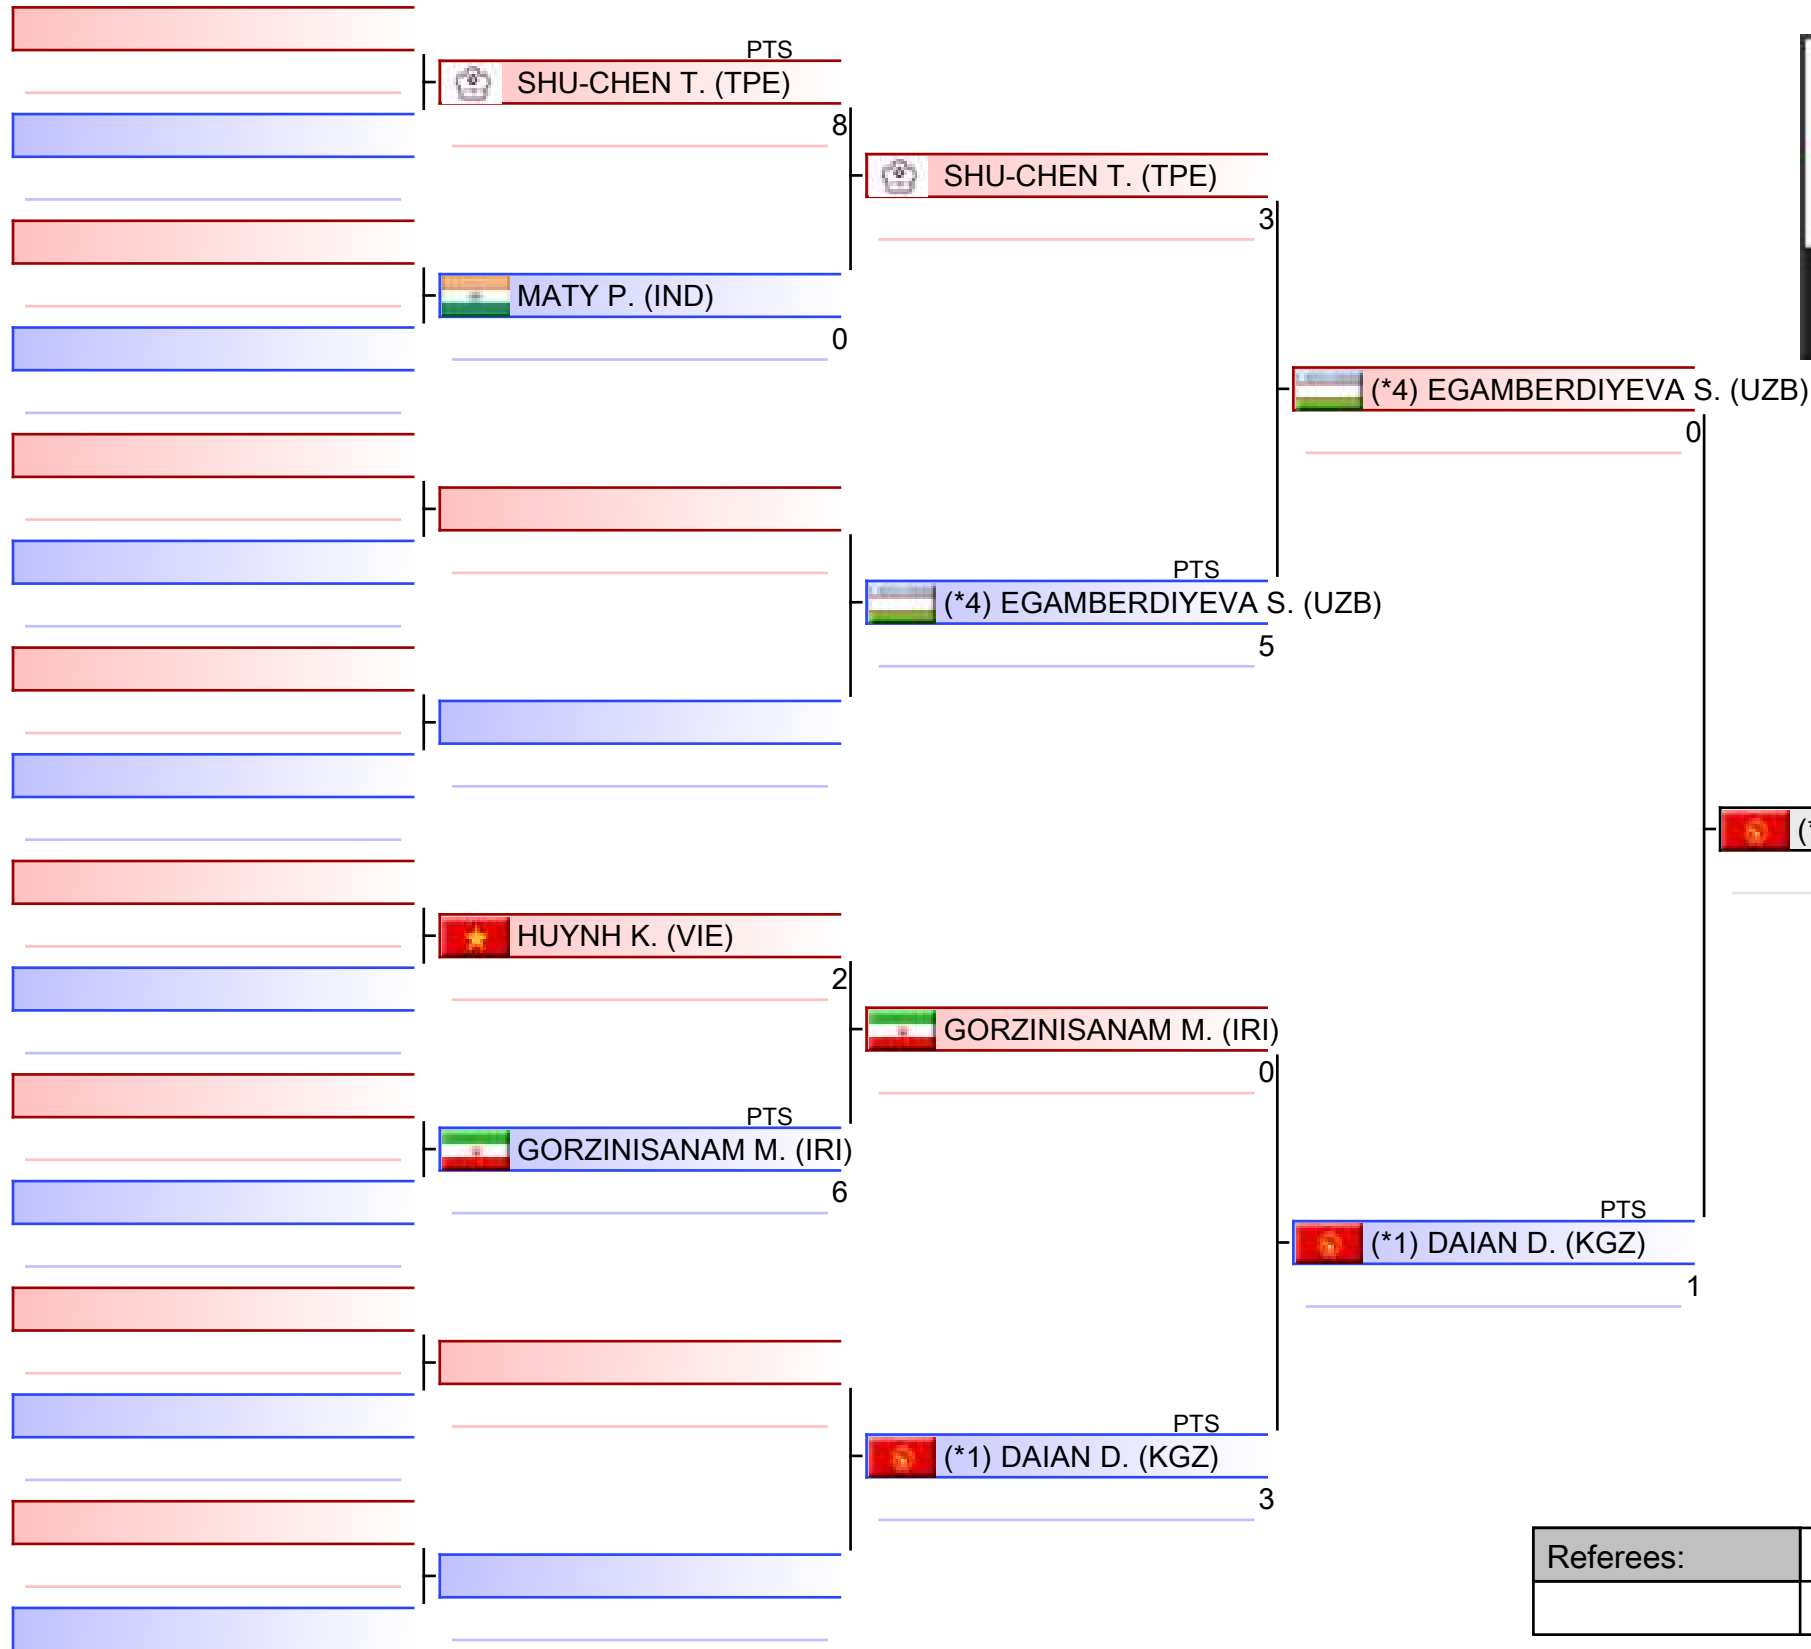 PTS
SHU-CHEN T. (TPE)
8
SHU-CHEN T. (TPE)
3
MATY P. (IND)
0
(*4) EGAMBERDIYEVA S. (UZB)
0
PTS
(*4) EGAMBERDIYEVA S. (UZB)
5
(*
HUYNH K. (VIE)
2
GORZINISANAM M. (IRI)
0
PTS
GORZINISANAM M. (IRI)
6
PTS
(*1) DAIAN D. (KGZ)
1
PTS
(*1) DAIAN D. (KGZ)
3
Referees: